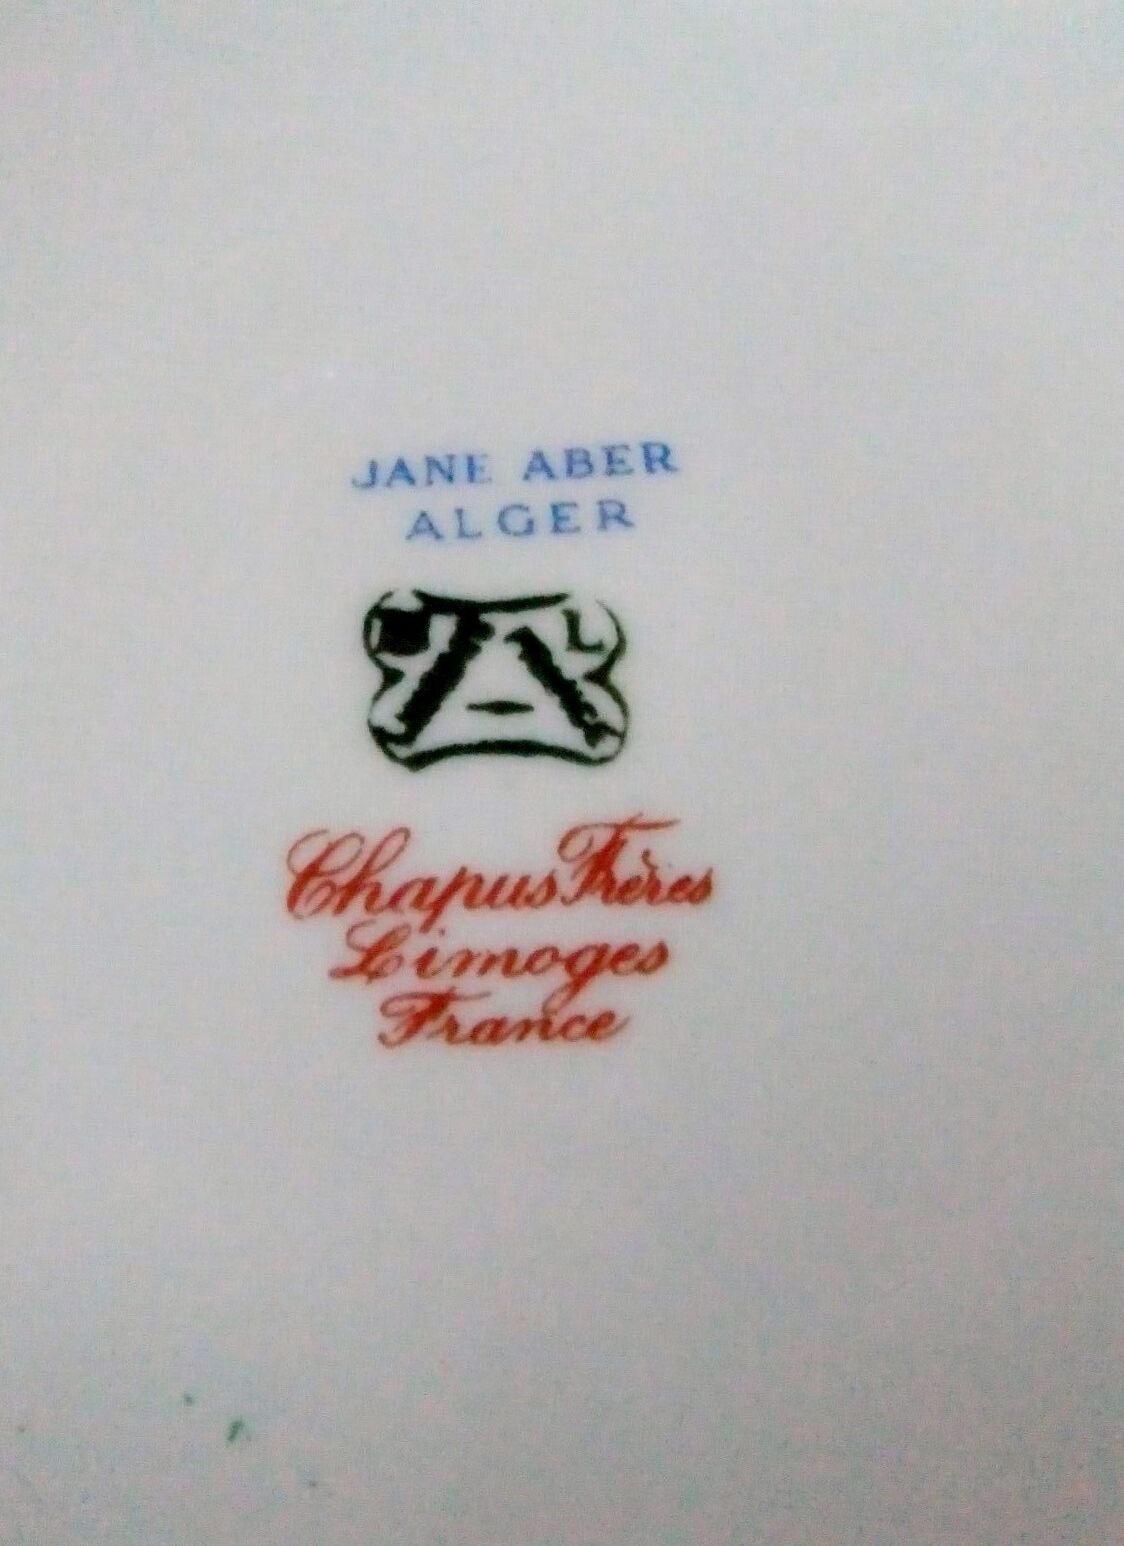 JANE ABER
ALGER
L
Chapus Frères
Limoges
France